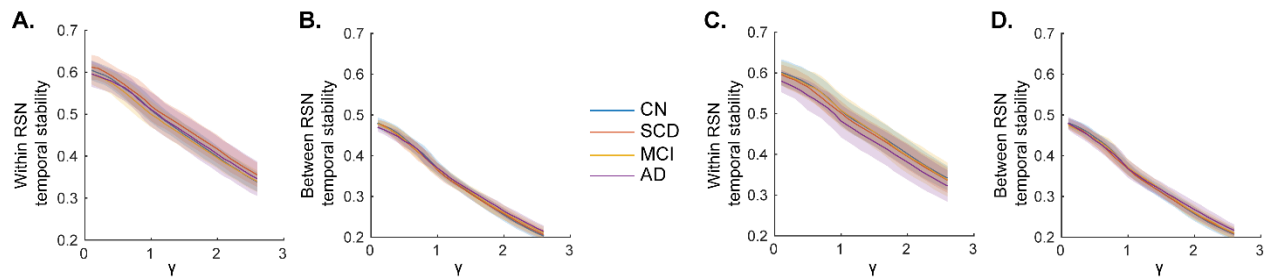 A.
Within RSN
temporal stability
0.7
0.6
0.5
0.4
0.3
0.2
0
1
2
3
γ
B.
Between RSN
temporal stability
0.7
0.6
0.5
0.4
0.3
0.2
0
1
2
3
γ
CN
SCD
MCI
AD
C.
Within RSN
temporal stability
0.7
0.6
0.5
0.4
0.3
0.2
0
1
2
3
γ
D.
Between RSN
temporal stability
0.7
0.6
0.5
0.4
0.3
0.2
0
1
2
3
γ